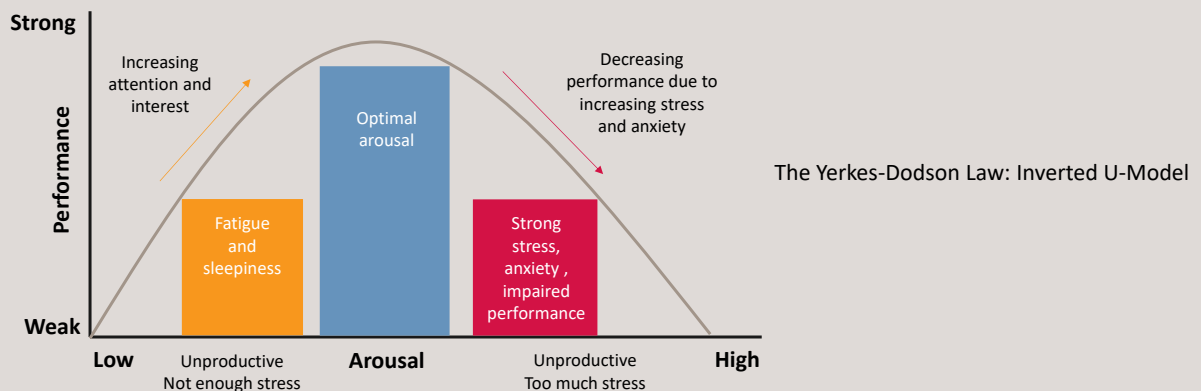 Strong
Increasing
attention and
interest
Decreasing
performance due to
increasing stress
and anxiety
Performance
Optimal
arousal
The Yerkes-Dodson Law: Inverted U-Model
Fatigue
and
sleepiness
Strong
stress,
anxiety ,
impaired
performance
Weak
Low
Unproductive
Not enough stress
Arousal
Unproductive
Too much stress
High